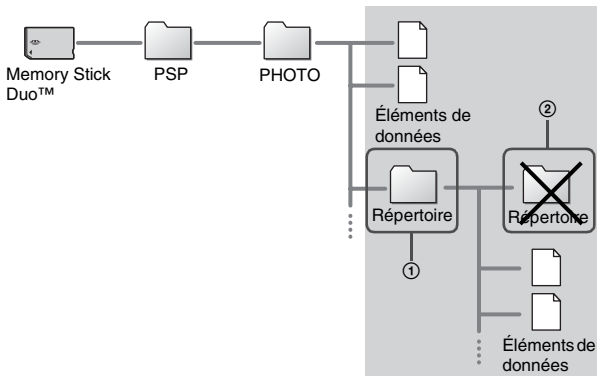 Memory Stick
Duo™
PSP
PHOTO
Éléments de
données
②
Répertoire
Répertoire
①
Éléments de
données